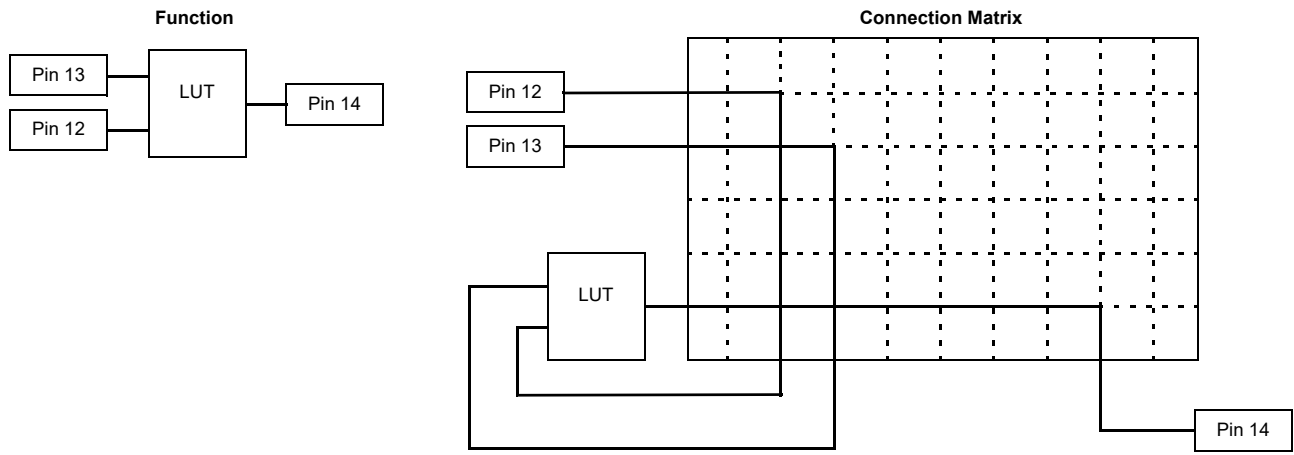 Function
Pin 13
LUT
Pin 12
Pin 14
Connection Matrix
Pin 12
Pin 13
LUT
Pin 14